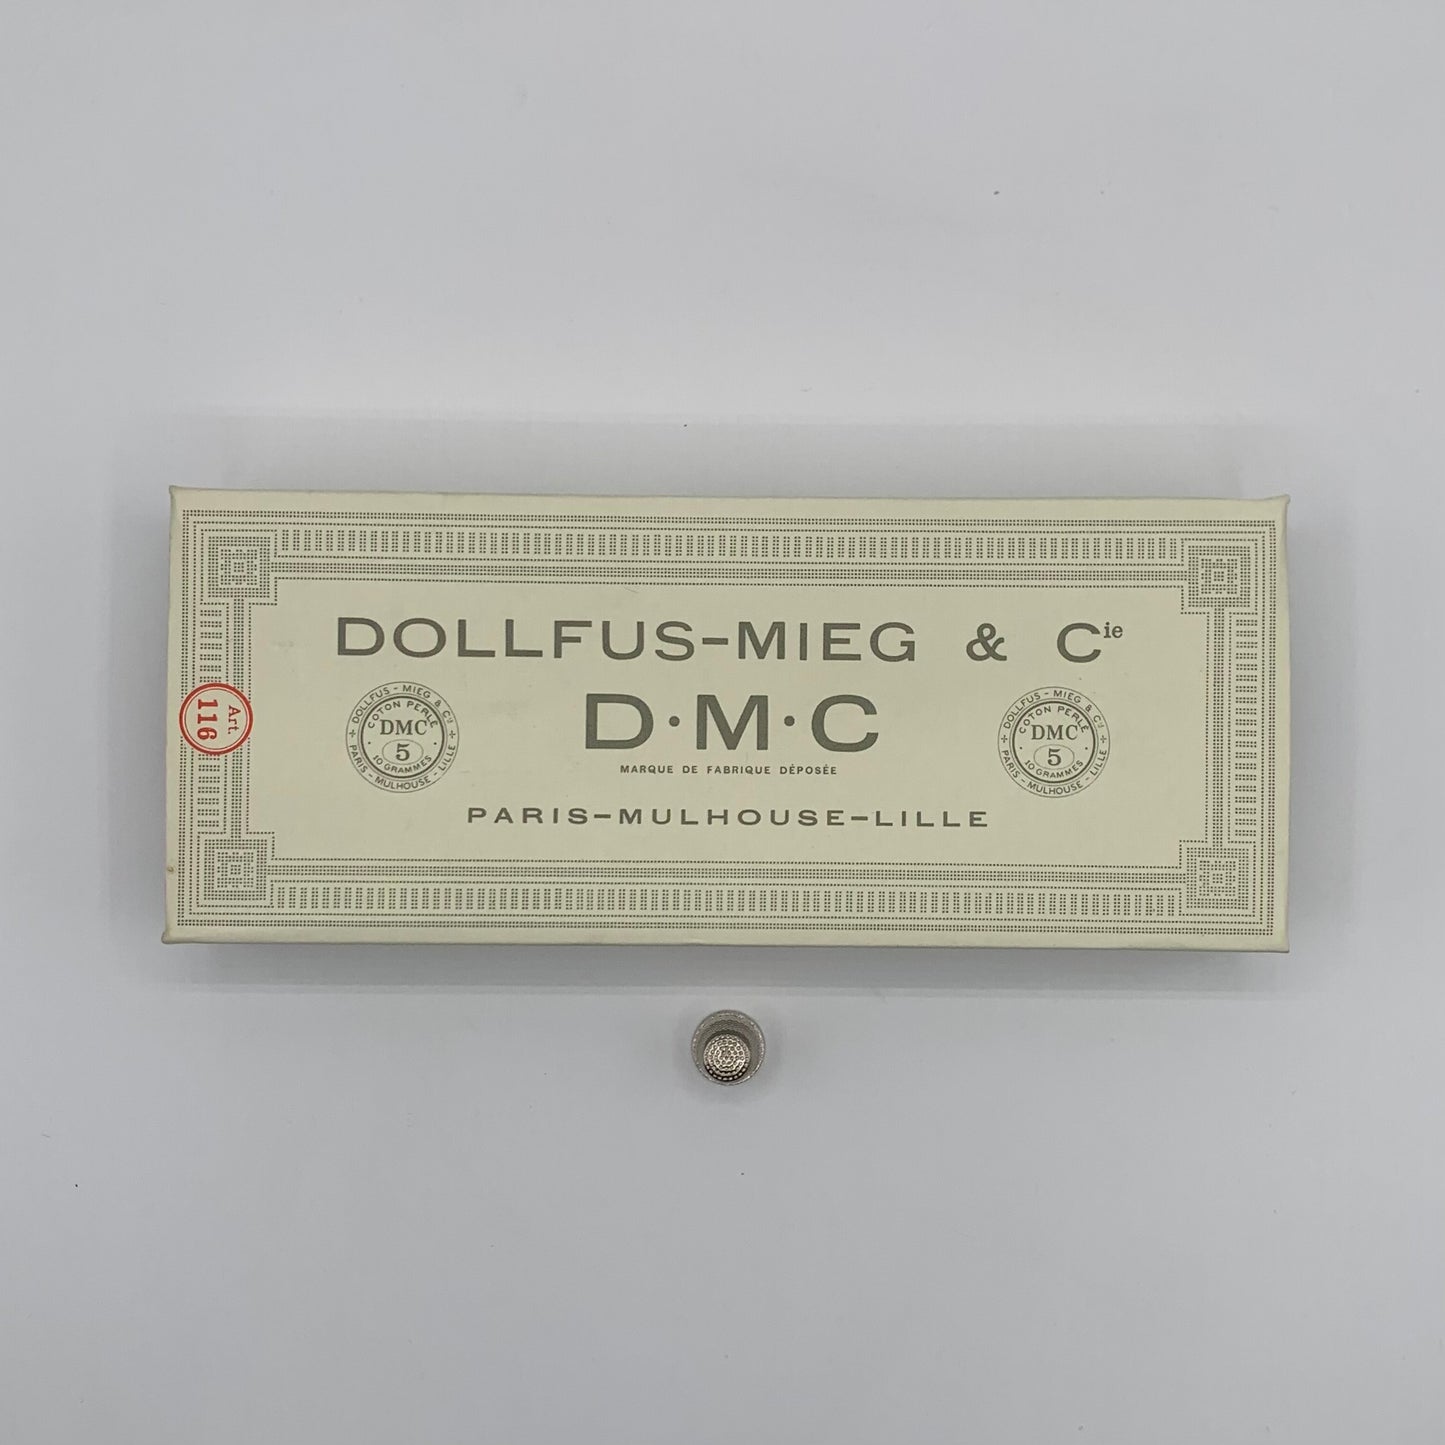 DOLLFUS-MIEG & Cie
D·M·C
MARQUE DE FABRIQUE DÉPOSÉE
PARIS-MULHOUSE-LILLE
Art.
116
DOLLFUS - MIEG & Cie
COTON PERLÉ
DMC
5
10 GRAMMES
PARIS - MULHOUSE - LILLE
DOLLFUS - MIEG & Cie
COTON PERLÉ
DMC
5
10 GRAMMES
PARIS - MULHOUSE - LILLE